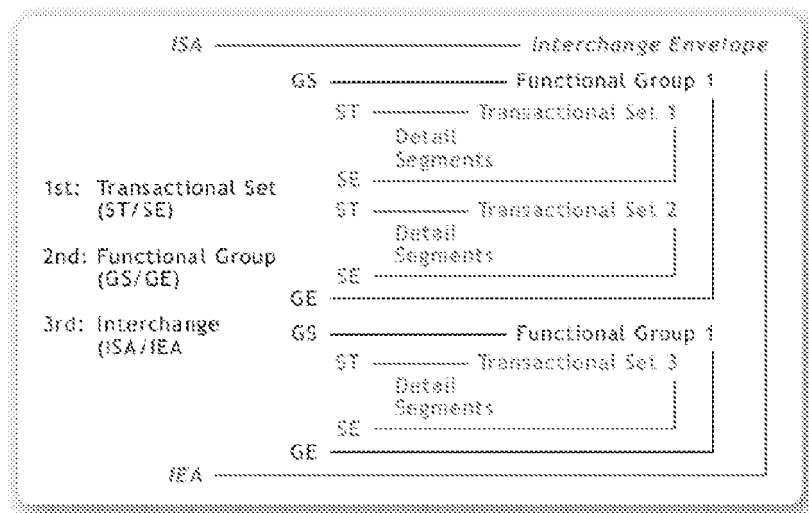 ISA Interchange Envelope
GS Functional Group 1
ST Transactional Set 1
Detail
Segments
SE
ST Transactional Set 2
Detail
Segments
SE
GE
GS Functional Group 1
ST Transactional Set 3
Detail
Segments
SE
GE
IEA
1st: Transactional Set
(ST/SE)
2nd: Functional Group
(GS/GE)
3rd: Interchange
(ISA/IEA